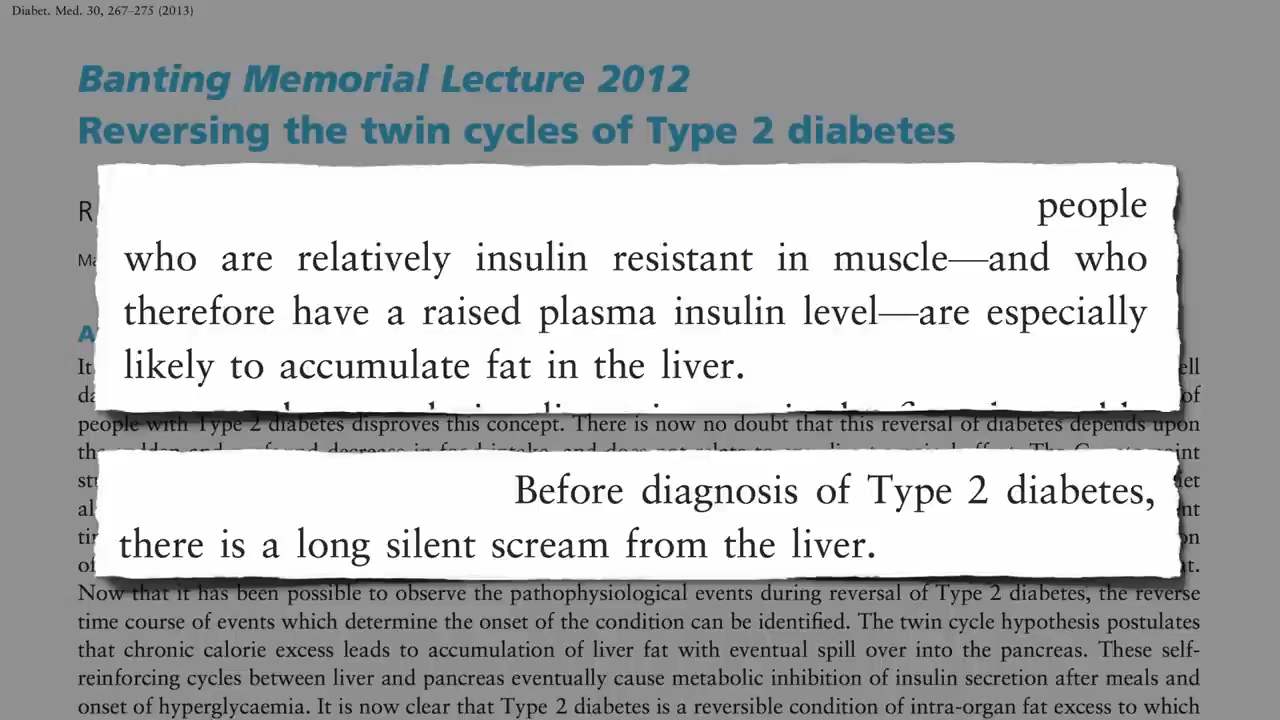 Diabet. Med. 30, 267–275 (2013)
Banting Memorial Lecture 2012
Reversing the twin cycles of Type 2 diabetes
R
people
who are relatively insulin resistant in muscle—and who
therefore have a raised plasma insulin level—are especially
likely to accumulate fat in the liver.
It
of
people with Type 2 diabetes disproves this concept. There is now no doubt that this reversal of diabetes depends upon
Before diagnosis of Type 2 diabetes,
there is a long silent scream from the liver.
of
Now that it has been possible to observe the pathophysiological events during reversal of Type 2 diabetes, the reverse
time course of events which determine the onset of the condition can be identified. The twin cycle hypothesis postulates
that chronic calorie excess leads to accumulation of liver fat with eventual spill over into the pancreas. These self-
reinforcing cycles between liver and pancreas eventually cause metabolic inhibition of insulin secretion after meals and
onset of hyperglycaemia. It is now clear that Type 2 diabetes is a reversible condition of intra-organ fat excess to which